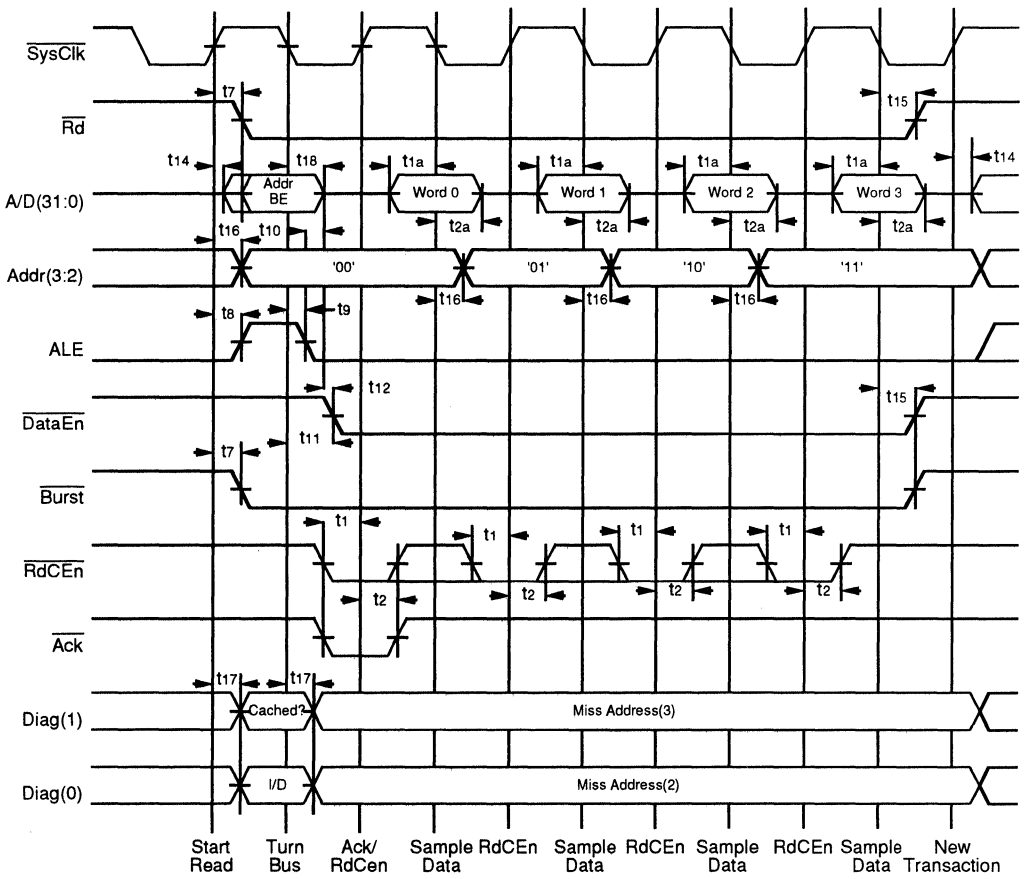 SysClk
t7
t15
Rd
t14
t18
t1a
t1a
t1a
t1a
t14
A/D(31:0)
Addr
BE
Word 0
Word 1
Word 2
Word 3
t2a
t2a
t2a
t2a
t16
t10
Addr(3:2)
'00'
'01'
'10'
'11'
t16
t16
t16
t8
t9
ALE
t12
t15
DataEn
t11
t7
Burst
t1
t1
t1
t1
RdCEn
t2
t2
t2
t2
Ack
t17
t17
Diag(1)
Cached?
Miss Address(3)
Diag(0)
I/D
Miss Address(2)
Start
Read
Turn
Bus
Ack/
RdCen
Sample
Data
RdCEn
Sample
Data
RdCEn
Sample
Data
RdCEn
Sample
Data
New
Transaction